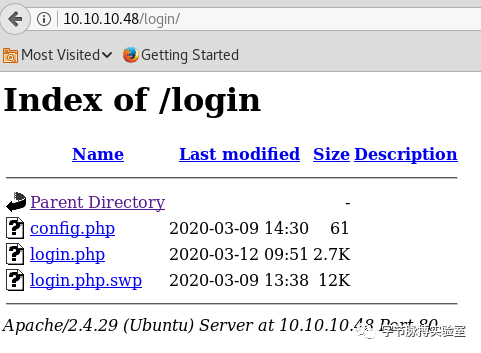 10.10.10.48/login/
Most Visited Getting Started
Index of /login
Name Last modified Size Description
Parent Directory -
config.php 2020-03-09 14:30 61
login.php 2020-03-12 09:51 2.7K
login.php.swp 2020-03-09 13:38 12K
Apache/2.4.29 (Ubuntu) Server at 10.10.10.48 Port 80
字节脉搏实验室